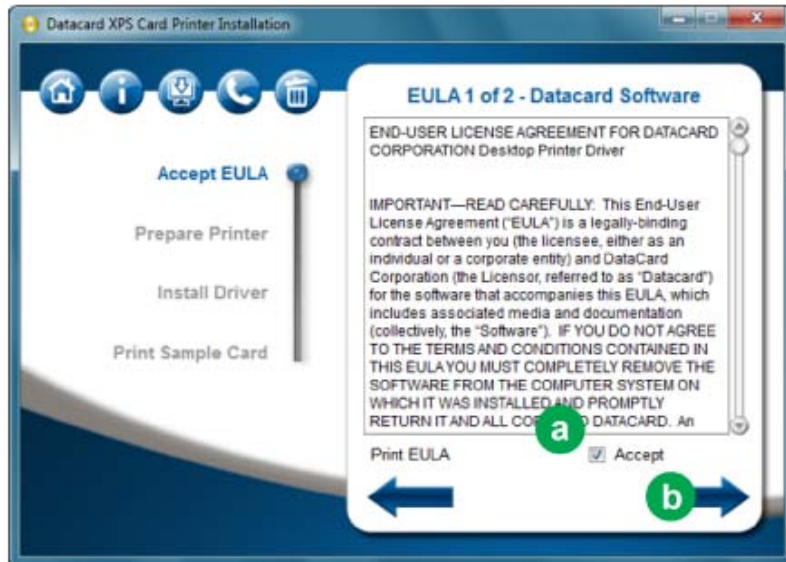 Datacard XPS Card Printer Installation
EULA 1 of 2 - Datacard Software
Accept EULA
Prepare Printer
Install Driver
Print Sample Card
END-USER LICENSE AGREEMENT FOR DATACARD
CORPORATION Desktop Printer Driver
IMPORTANT—READ CAREFULLY: This End-User
License Agreement ("EULA") is a legally-binding
contract between you (the licensee, either as an
individual or a corporate entity) and DataCard
Corporation (the Licensor, referred to as "Datacard")
for the software that accompanies this EULA, which
includes associated media and documentation
(collectively, the "Software"). IF YOU DO NOT AGREE
TO THE TERMS AND CONDITIONS CONTAINED IN
THIS EULA YOU MUST COMPLETELY REMOVE THE
SOFTWARE FROM THE COMPUTER SYSTEM ON
WHICH IT WAS INSTALLED AND PROMPTLY
RETURN IT AND ALL DATACARD. An
a
Print EULA
Accept
b